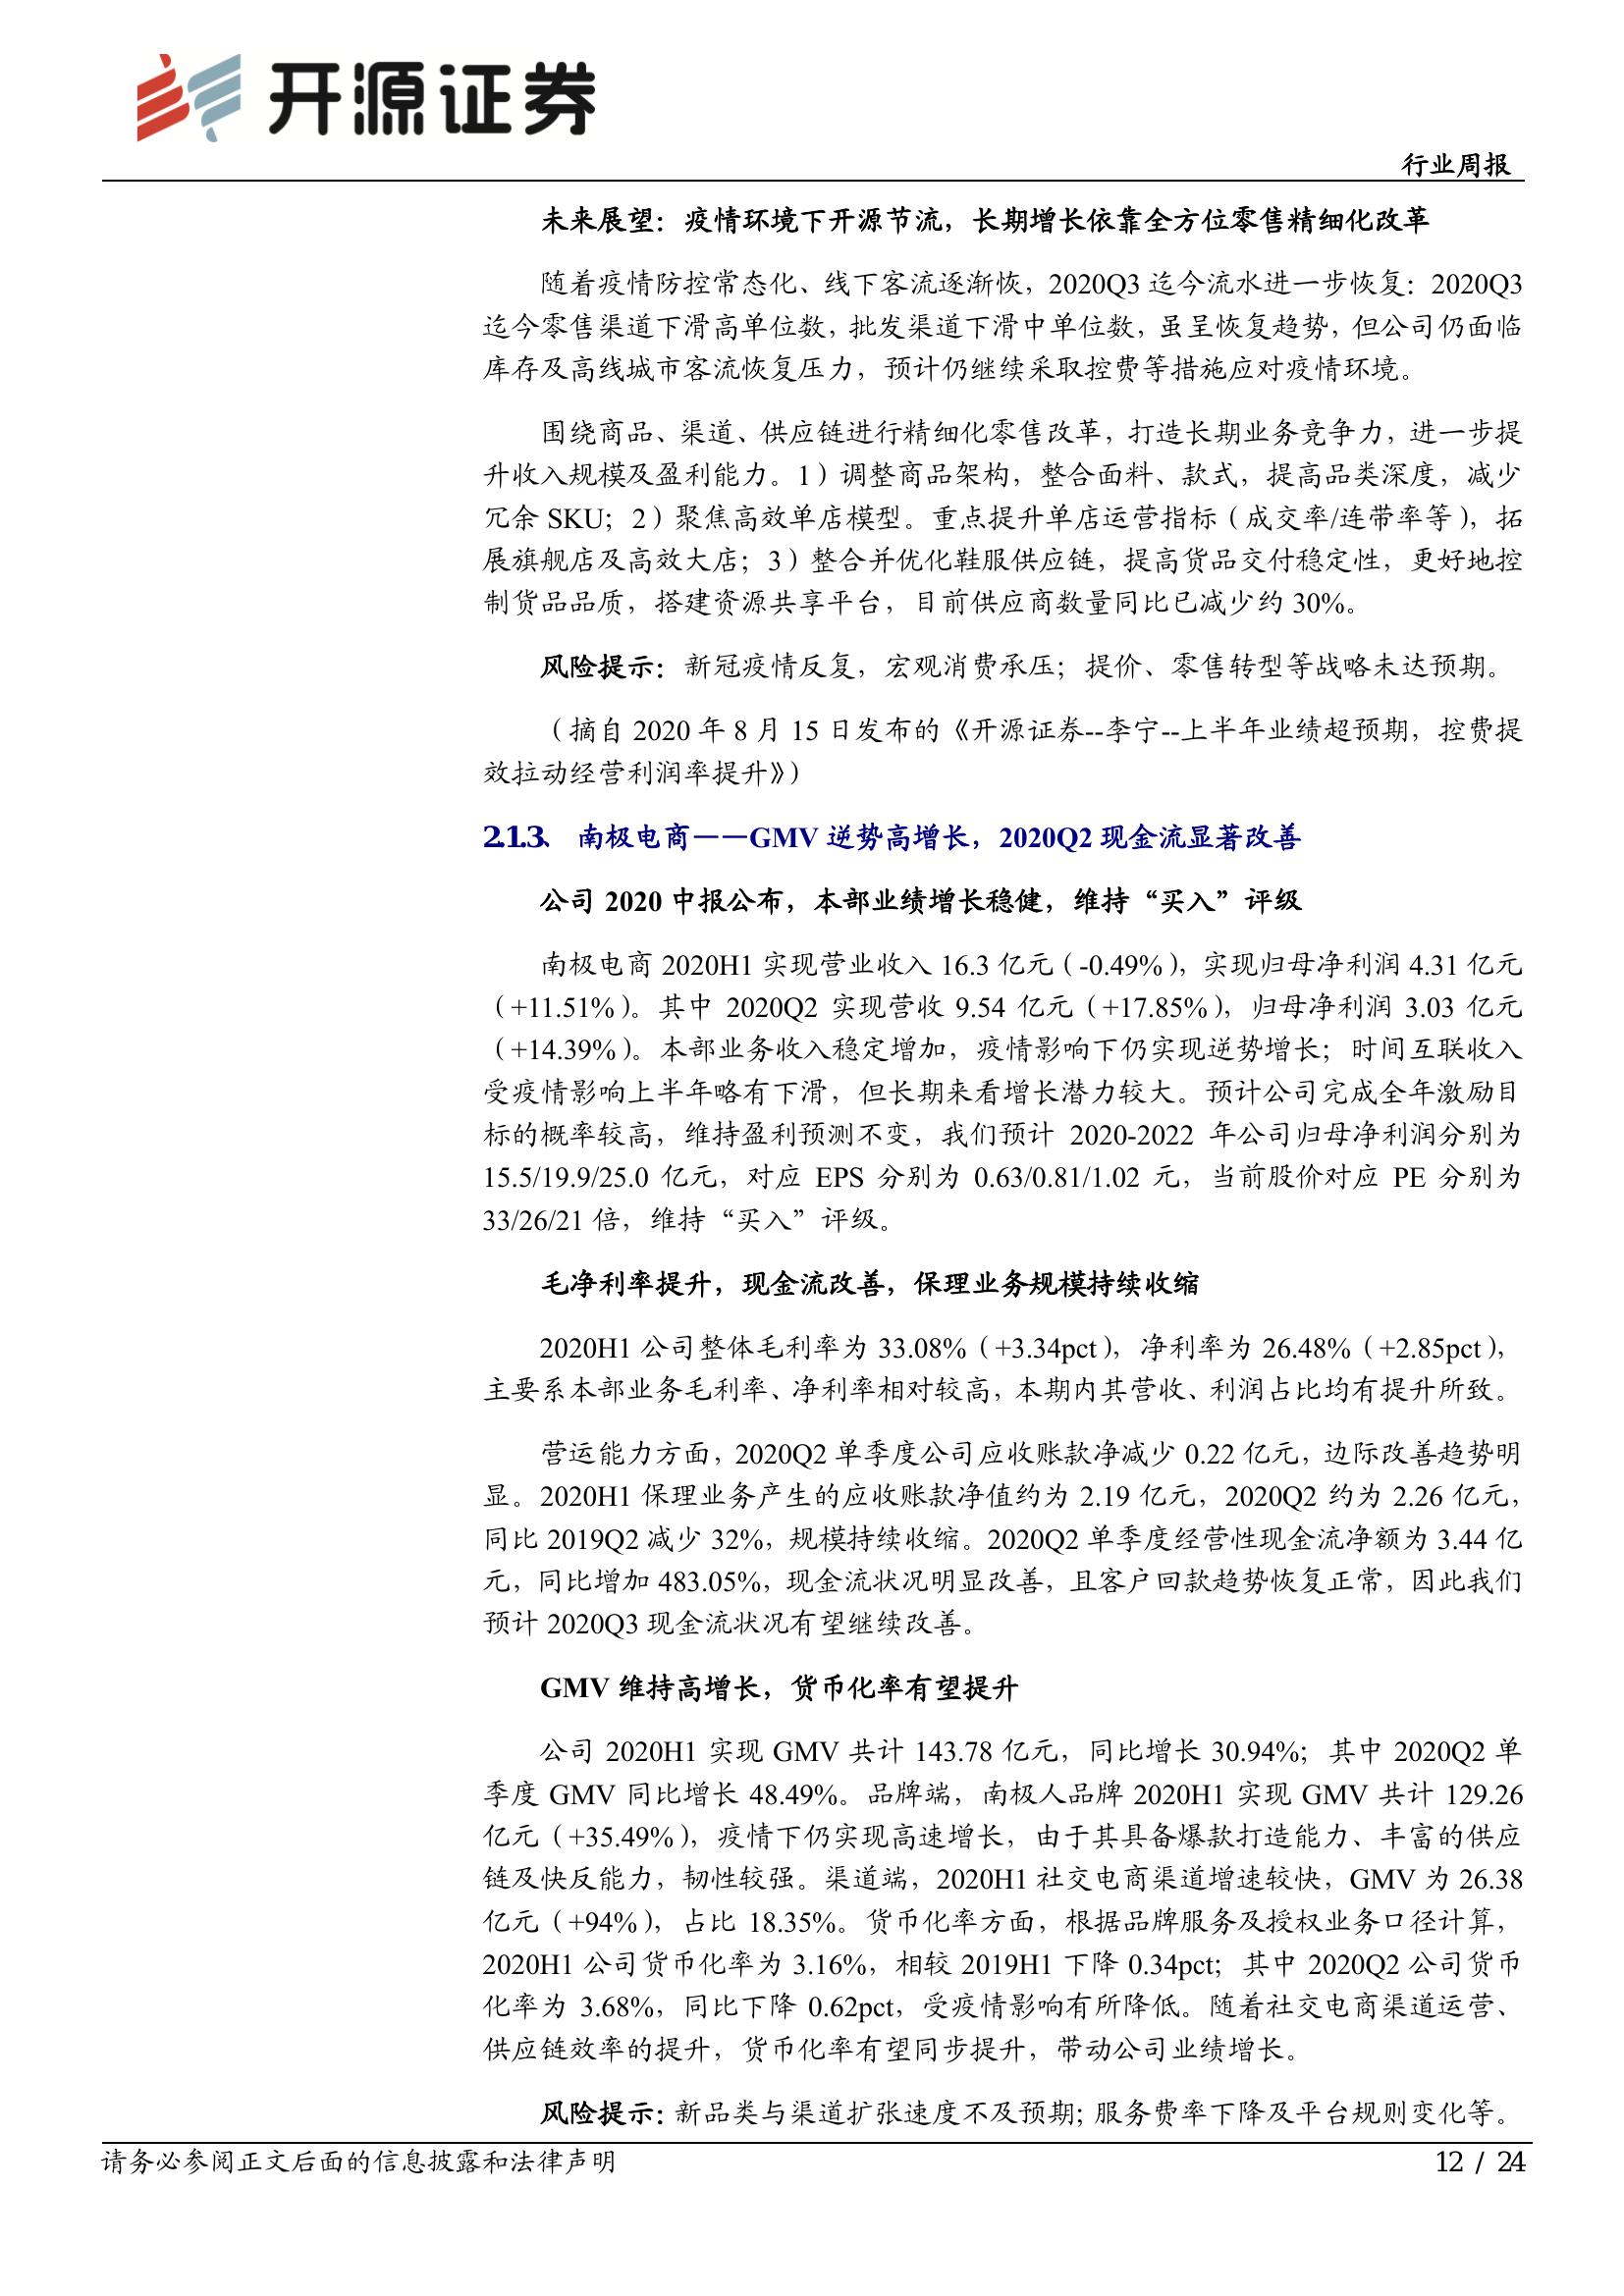 开源证券
行业周报
未来展望：疫情环境下开源节流，长期增长依靠全方位零售精细化改革
随着疫情防控常态化、线下客流逐渐恢，2020Q3 迄今流水进一步恢复：2020Q3
迄今零售渠道下滑高单位数，批发渠道下滑中单位数，虽呈恢复趋势，但公司仍面临
库存及高线城市客流恢复压力，预计仍继续采取控费等措施应对疫情环境。
围绕商品、渠道、供应链进行精细化零售改革，打造长期业务竞争力，进一步提
升收入规模及盈利能力。1）调整商品架构，整合面料、款式，提高品类深度，减少
冗余 SKU；2）聚焦高效单店模型。重点提升单店运营指标（成交率/连带率等），拓
展旗舰店及高效大店；3）整合并优化鞋服供应链，提高货品交付稳定性，更好地控
制货品品质，搭建资源共享平台，目前供应商数量同比已减少约 30%。
风险提示：新冠疫情反复，宏观消费承压；提价、零售转型等战略未达预期。
（摘自 2020 年 8 月 15 日发布的《开源证券--李宁--上半年业绩超预期，控费提
效拉动经营利润率提升》）
2.1.3、 南极电商——GMV 逆势高增长，2020Q2 现金流显著改善
公司 2020 中报公布，本部业绩增长稳健，维持“买入”评级
南极电商 2020H1 实现营业收入 16.3 亿元（-0.49%），实现归母净利润 4.31 亿元
（+11.51%）。其中 2020Q2 实现营收 9.54 亿元（+17.85%），归母净利润 3.03 亿元
（+14.39%）。本部业务收入稳定增加，疫情影响下仍实现逆势增长；时间互联收入
受疫情影响上半年略有下滑，但长期来看增长潜力较大。预计公司完成全年激励目
标的概率较高，维持盈利预测不变，我们预计 2020-2022 年公司归母净利润分别为
15.5/19.9/25.0 亿元，对应 EPS 分别为 0.63/0.81/1.02 元，当前股价对应 PE 分别为
33/26/21 倍，维持“买入”评级。
毛净利率提升，现金流改善，保理业务规模持续收缩
2020H1 公司整体毛利率为 33.08%（+3.34pct），净利率为 26.48%（+2.85pct），
主要系本部业务毛利率、净利率相对较高，本期内其营收、利润占比均有提升所致。
营运能力方面，2020Q2 单季度公司应收账款净减少 0.22 亿元，边际改善趋势明
显。2020H1 保理业务产生的应收账款净值约为 2.19 亿元，2020Q2 约为 2.26 亿元，
同比 2019Q2 减少 32%，规模持续收缩。2020Q2 单季度经营性现金流净额为 3.44 亿
元，同比增加 483.05%，现金流状况明显改善，且客户回款趋势恢复正常，因此我们
预计 2020Q3 现金流状况有望继续改善。
GMV 维持高增长，货币化率有望提升
公司 2020H1 实现 GMV 共计 143.78 亿元，同比增长 30.94%；其中 2020Q2 单
季度 GMV 同比增长 48.49%。品牌端，南极人品牌 2020H1 实现 GMV 共计 129.26
亿元（+35.49%），疫情下仍实现高速增长，由于其具备爆款打造能力、丰富的供应
链及快反能力，韧性较强。渠道端，2020H1 社交电商渠道增速较快，GMV 为 26.38
亿元（+94%），占比 18.35%。货币化率方面，根据品牌服务及授权业务口径计算，
2020H1 公司货币化率为 3.16%，相较 2019H1 下降 0.34pct；其中 2020Q2 公司货币
化率为 3.68%，同比下降 0.62pct，受疫情影响有所降低。随着社交电商渠道运营、
供应链效率的提升，货币化率有望同步提升，带动公司业绩增长。
风险提示：新品类与渠道扩张速度不及预期；服务费率下降及平台规则变化等。
请务必参阅正文后面的信息披露和法律声明
12 / 24